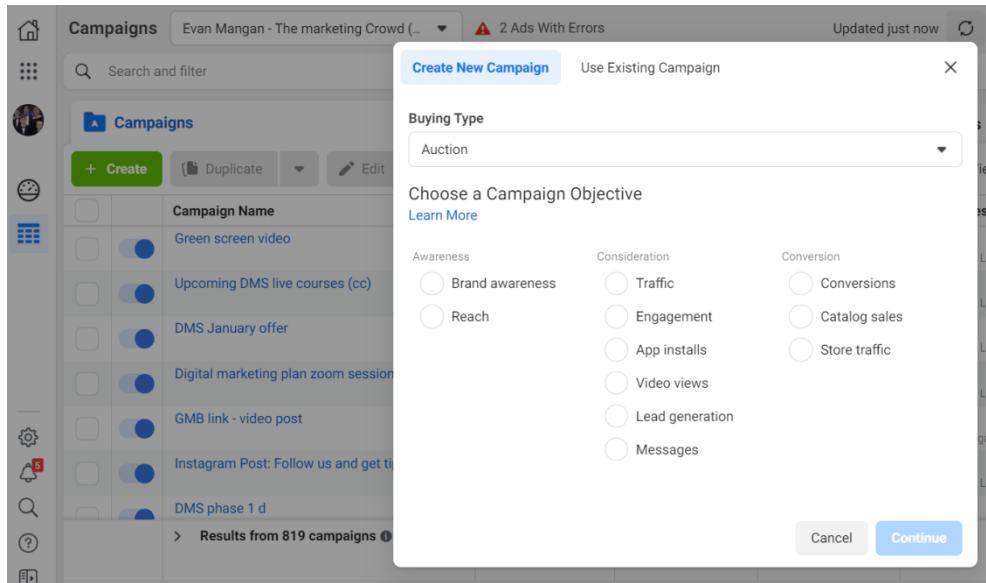 Campaigns
Evan Mangan - The marketing Crowd (...
2 Ads With Errors
Updated just now
Search and filter
Campaigns
+ Create
Duplicate
Edit
Campaign Name
Green screen video
Upcoming DMS live courses (cc)
DMS January offer
Digital marketing plan zoom session
GMB link - video post
Instagram Post: Follow us and get
DMS phase 1 d
Results from 819 campaigns
5
Create New Campaign
Use Existing Campaign
Buying Type
Auction
Choose a Campaign Objective
Learn More
Awareness
Brand awareness
Reach
Consideration
Traffic
Engagement
App installs
Video views
Lead generation
Messages
Conversion
Conversions
Catalog sales
Store traffic
Cancel
Continue